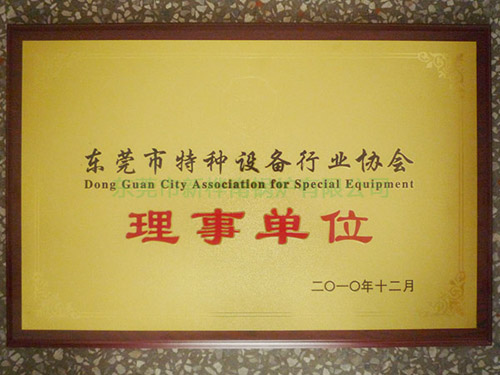 东莞市特种设备行业协会
Dong Guan City Association for Special Equipment
理事单位
二〇一〇年十二月